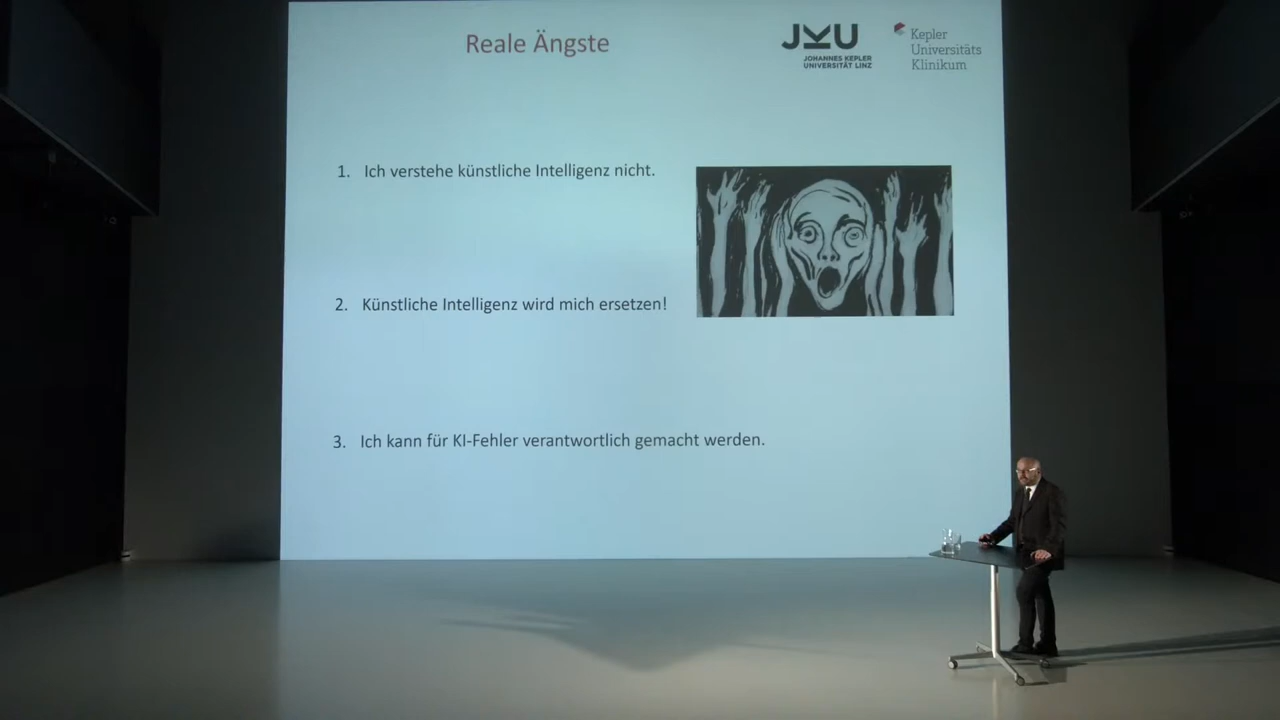 Reale Ängste
JKU
JOHANNES KEPLER
UNIVERSITÄT LINZ
Kepler
Universitäts
Klinikum
1. Ich verstehe künstliche Intelligenz nicht.
2. Künstliche Intelligenz wird mich ersetzen!
3. Ich kann für KI-Fehler verantwortlich gemacht werden.